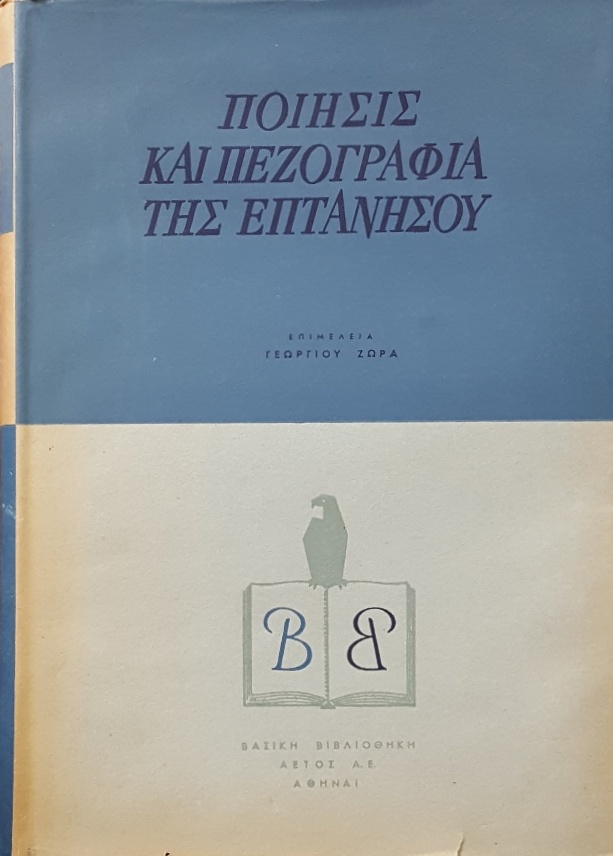 ΠΟΙΗΣΙΣ
ΚΑΙ ΠΕΖΟΓΡΑΦΙΑ
ΤΗΣ ΕΠΤΑΝΗΣΟΥ
ΕΠΙΜΕΛΕΙΑ
ΓΕΩΡΓΙΟΥ ΖΩΡΑ
Β Β
ΒΑΣΙΚΗ ΒΙΒΛΙΟΘΗΚΗ
ΑΕΤΟΣ Α.Ε.
ΑΘΗΝΑΙ